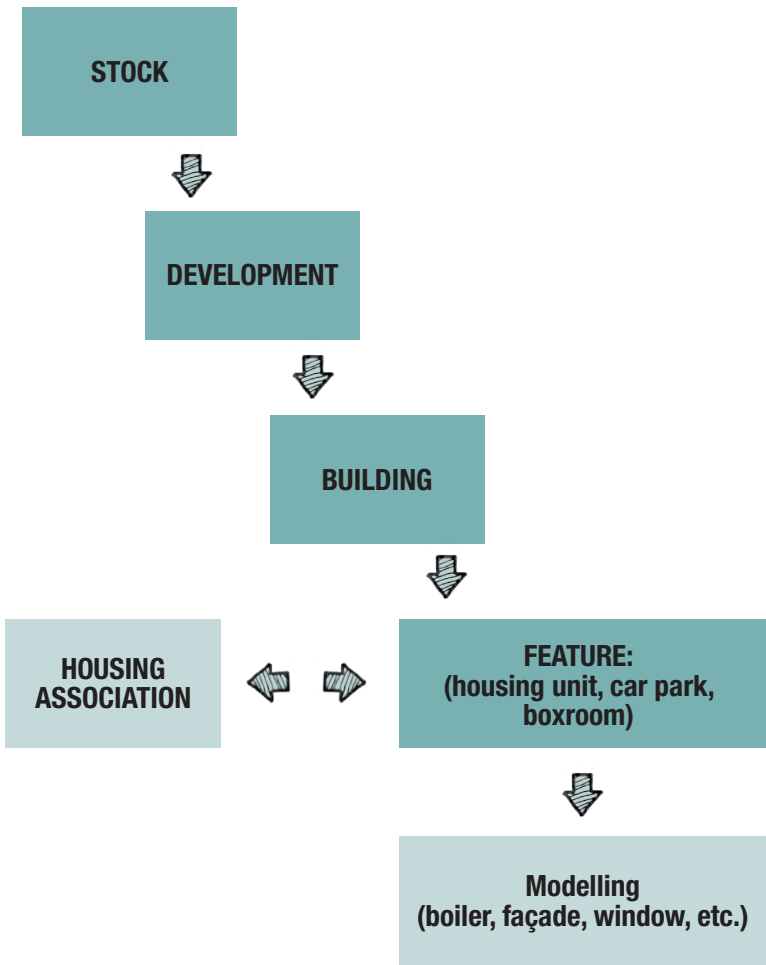 STOCK
DEVELOPMENT
BUILDING
HOUSING
ASSOCIATION
FEATURE:
(housing unit, car park,
boxroom)
Modelling
(boiler, façade, window, etc.)